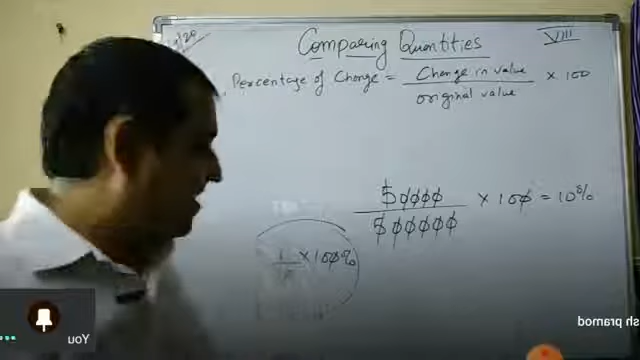 Comparing Quantities
VIII
Percentage of Change = Change in value / original value × 100
50000 / 500000 × 100 = 10%
× 100%
You
sh pramod